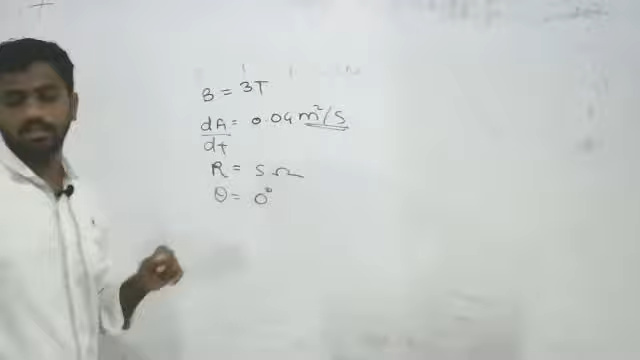 B = 3T
dA/dt = 0.04 m²/s
R = 5 Ω
θ = 0°